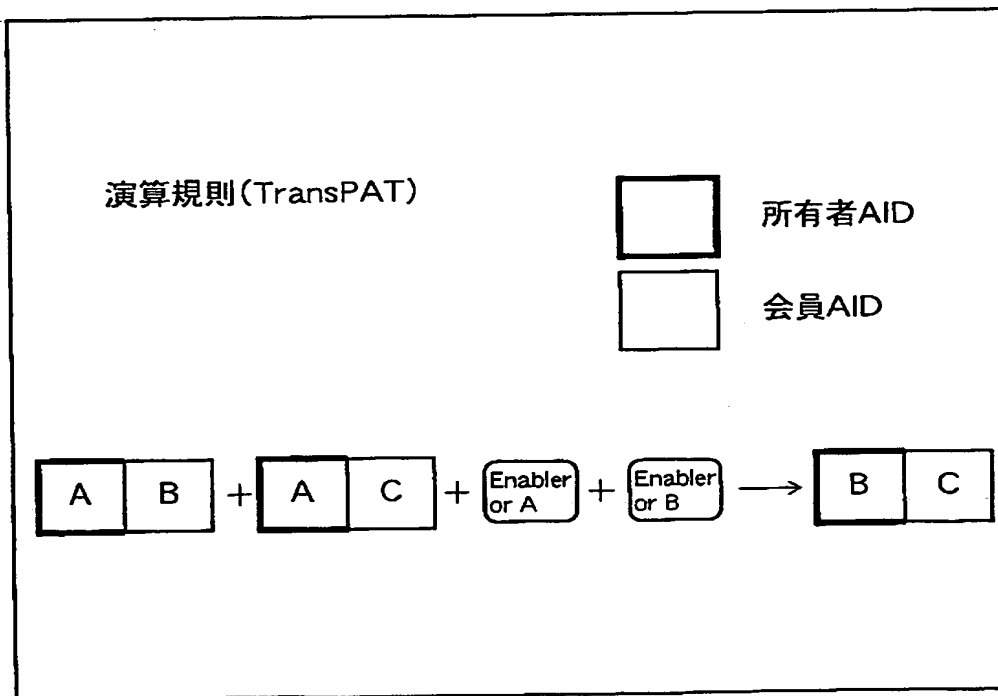 演算規則(TransPAT)
所有者AID
会員AID
A B + A C + Enabler or A + Enabler or B → B C